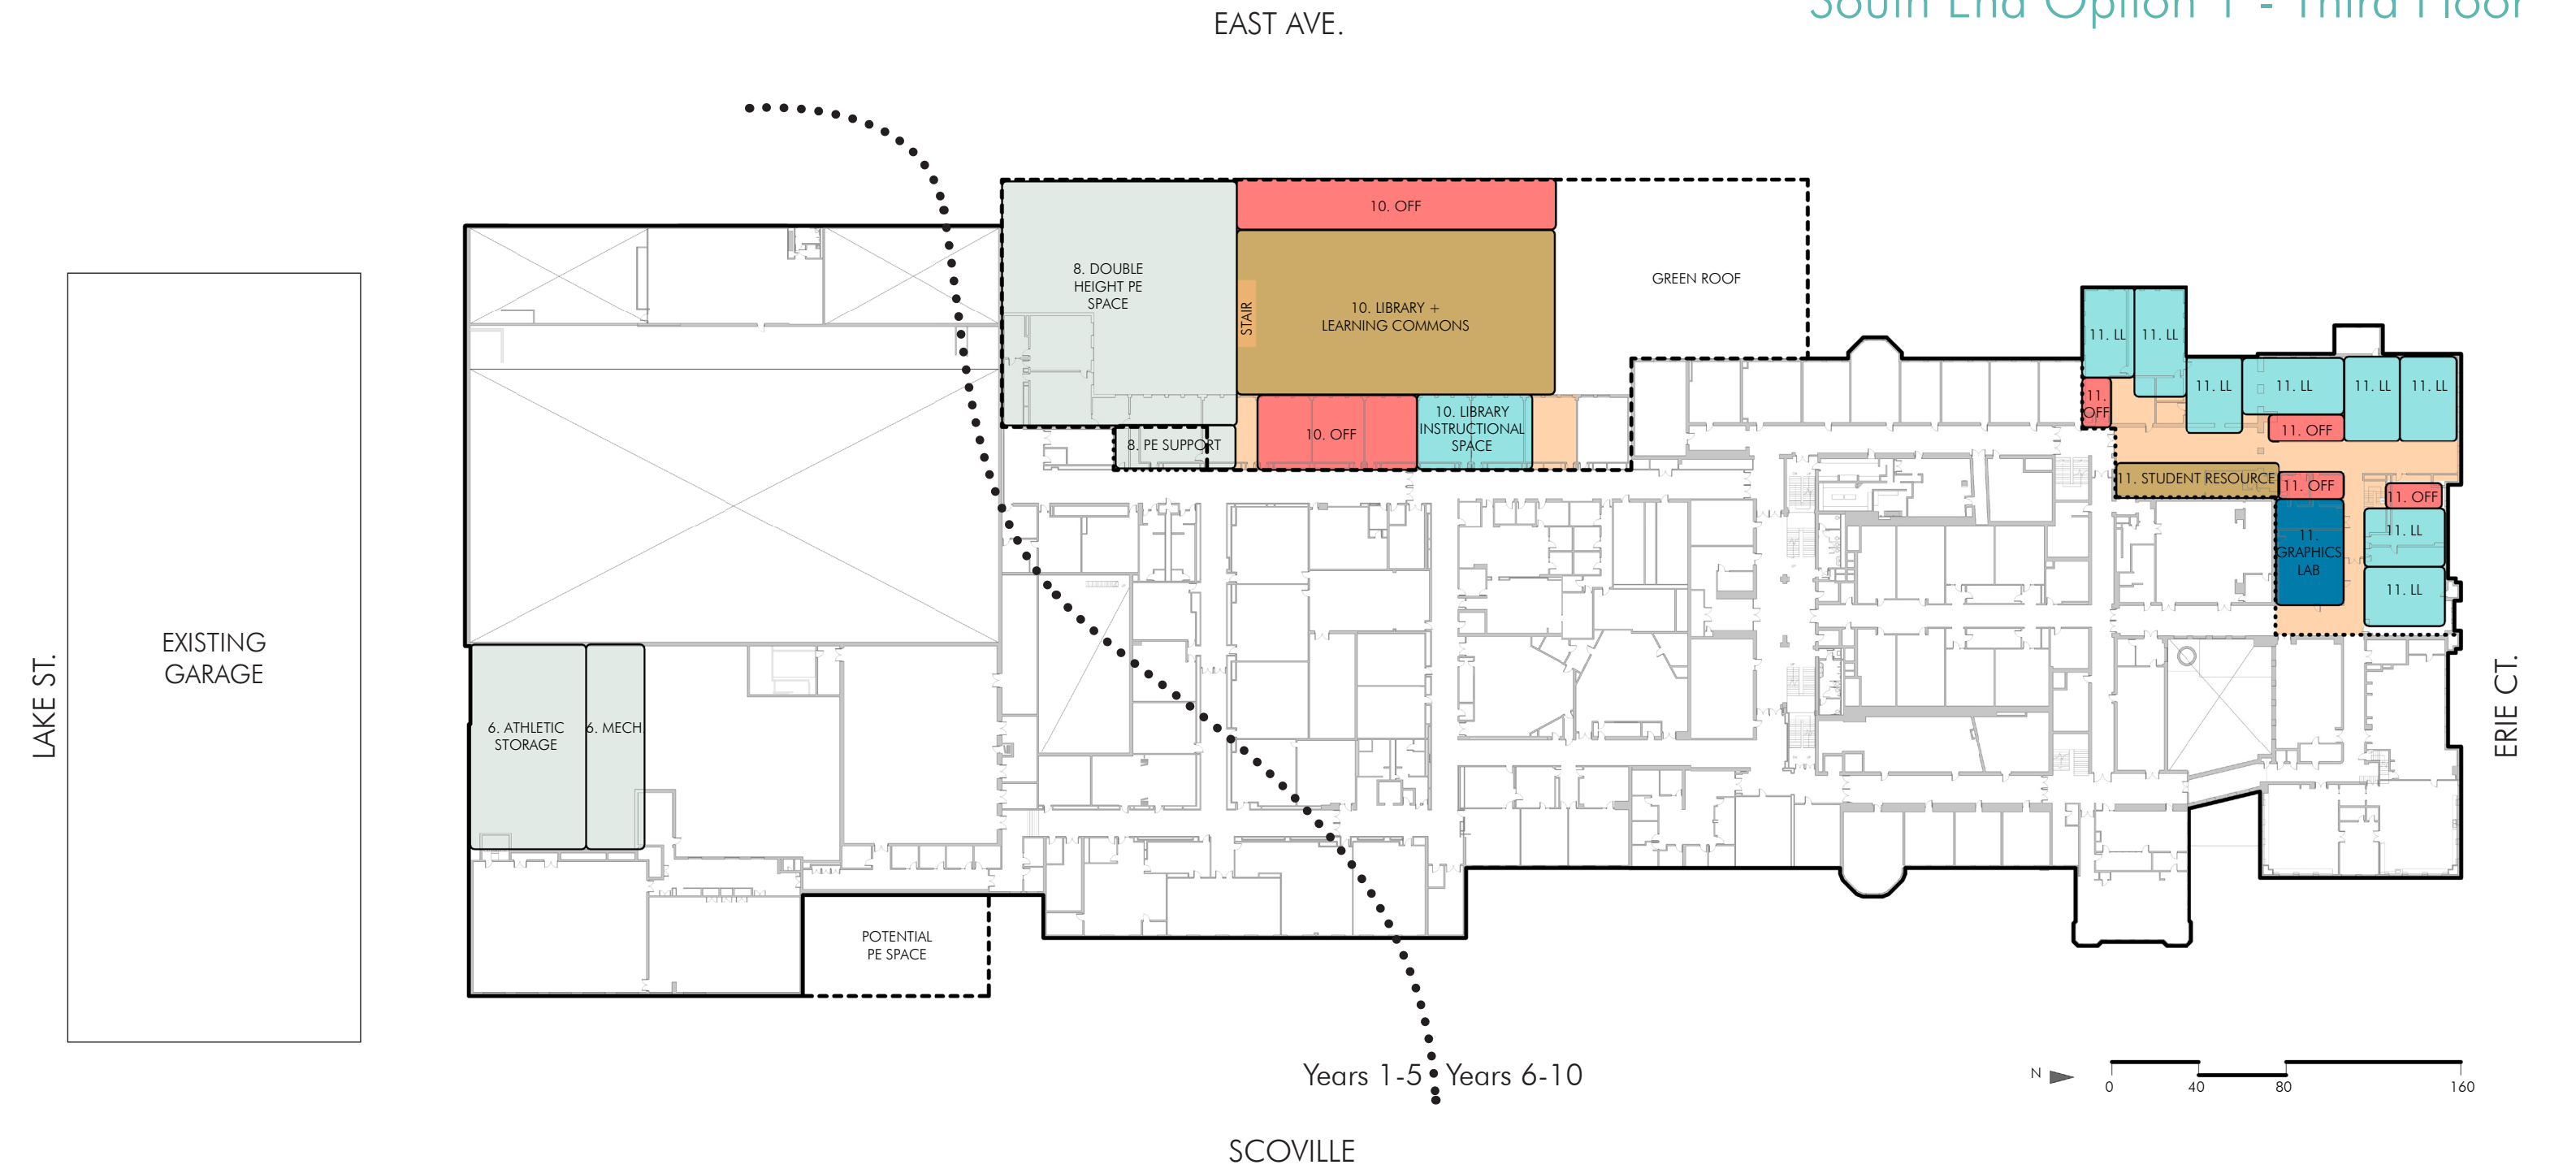 South End Option 1 - Third Floor
EAST AVE.
10. OFF
8. DOUBLE
HEIGHT PE
SPACE
STAIR
10. LIBRARY +
LEARNING COMMONS
GREEN ROOF
11. LL
11. LL
11. LL
11. LL
11. LL
11. LL
11.
OFF
11. OFF
8. PE SUPPORT
10. OFF
10. LIBRARY
INSTRUCTIONAL
SPACE
11. STUDENT RESOURCE
11. OFF
11. OFF
11.
GRAPHICS
LAB
11. LL
11. LL
EXISTING
GARAGE
LAKE ST.
ERIE CT.
6. ATHLETIC
STORAGE
6. MECH.
POTENTIAL
PE SPACE
Years 1-5
Years 6-10
N
0
40
80
160
SCOVILLE